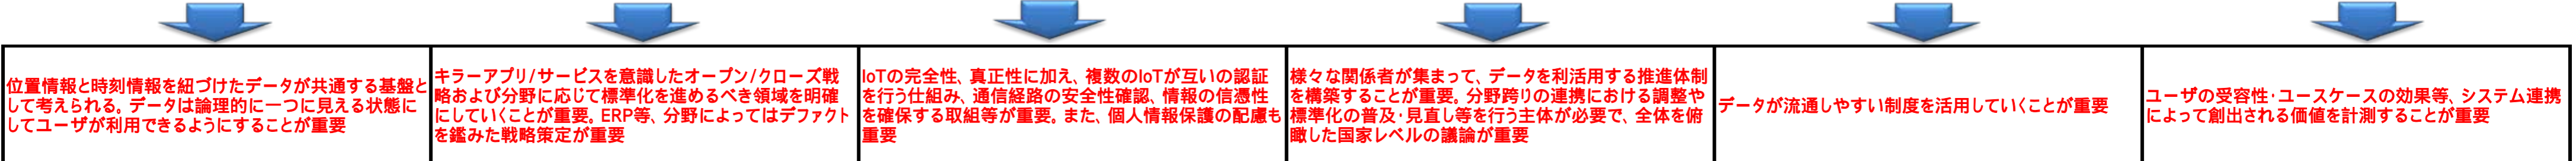 位置情報と時刻情報を紐づけたデータが共通する基盤と
して考えられる。データは論理的に一つに見える状態に
してユーザが利用できるようにすることが重要
キラーアプリ/サービスを意識したオープン/クローズ戦
略および分野に応じて標準化を進めるべき領域を明確
にしていくことが重要。ERP等、分野によってはデファクト
を鑑みた戦略策定が重要
IoTの完全性、真正性に加え、複数のIoTが互いの認証
を行う仕組み、通信経路の安全性確認、情報の信憑性
を確保する取組等が重要。また、個人情報保護の配慮も
重要
様々な関係者が集まって、データを利活用する推進体制
を構築することが重要。分野跨りの連携における調整や
標準化の普及・見直し等を行う主体が必要で、全体を俯
瞰した国家レベルの議論が重要
データが流通しやすい制度を活用していくことが重要
ユーザの受容性・ユースケースの効果等、システム連携
によって創出される価値を計測することが重要